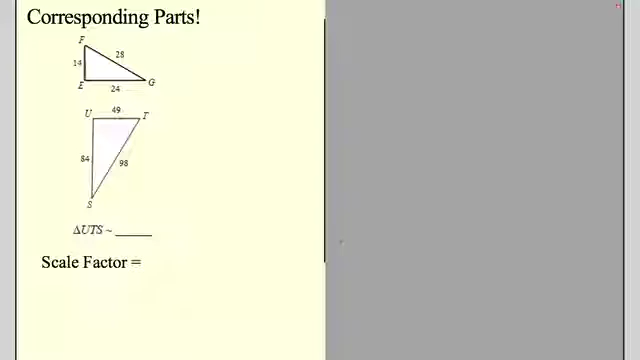 Corresponding Parts!
F
14
28
E
24
G
U
49
T
84
98
S
ΔUTS ~ ______
Scale Factor =